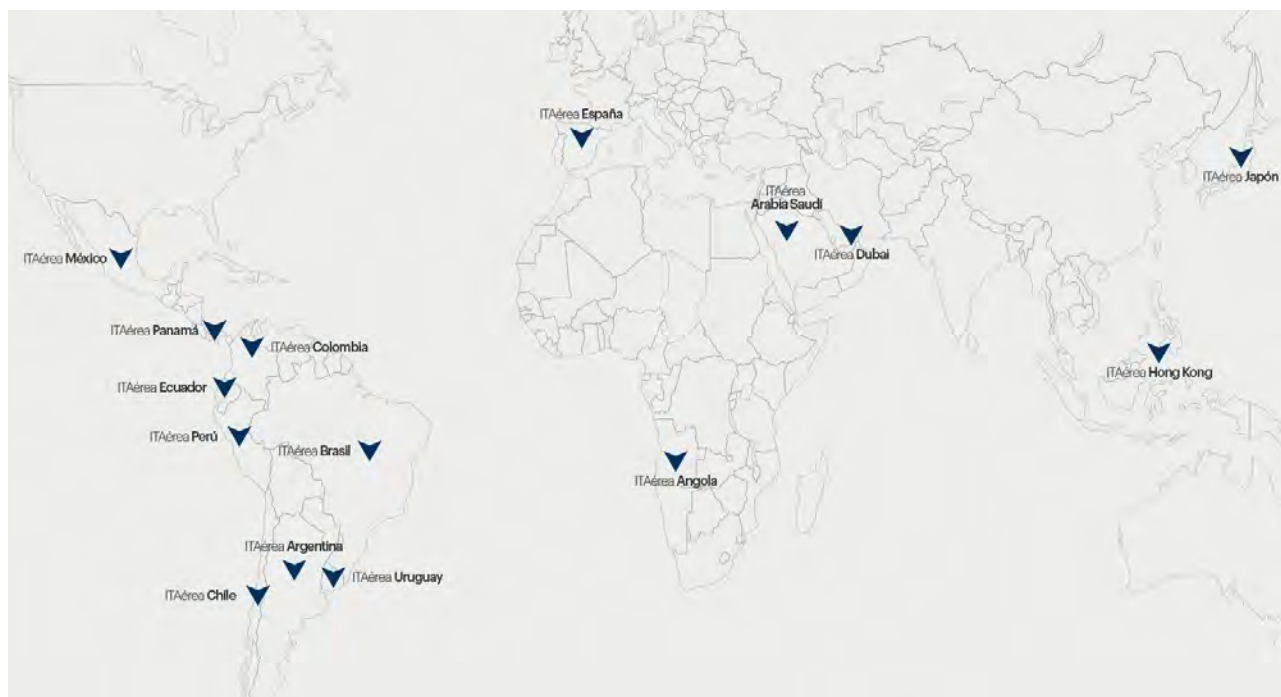 ITAérea España
ITAérea Japón
ITAérea
Arabia Saudí
ITAérea Dubai
ITAérea México
ITAérea Panamá
ITAérea Colombia
ITAérea Hong Kong
ITAérea Ecuador
ITAérea Perú
ITAérea Brasil
ITAérea Angola
ITAérea Argentina
ITAérea Uruguay
ITAérea Chile